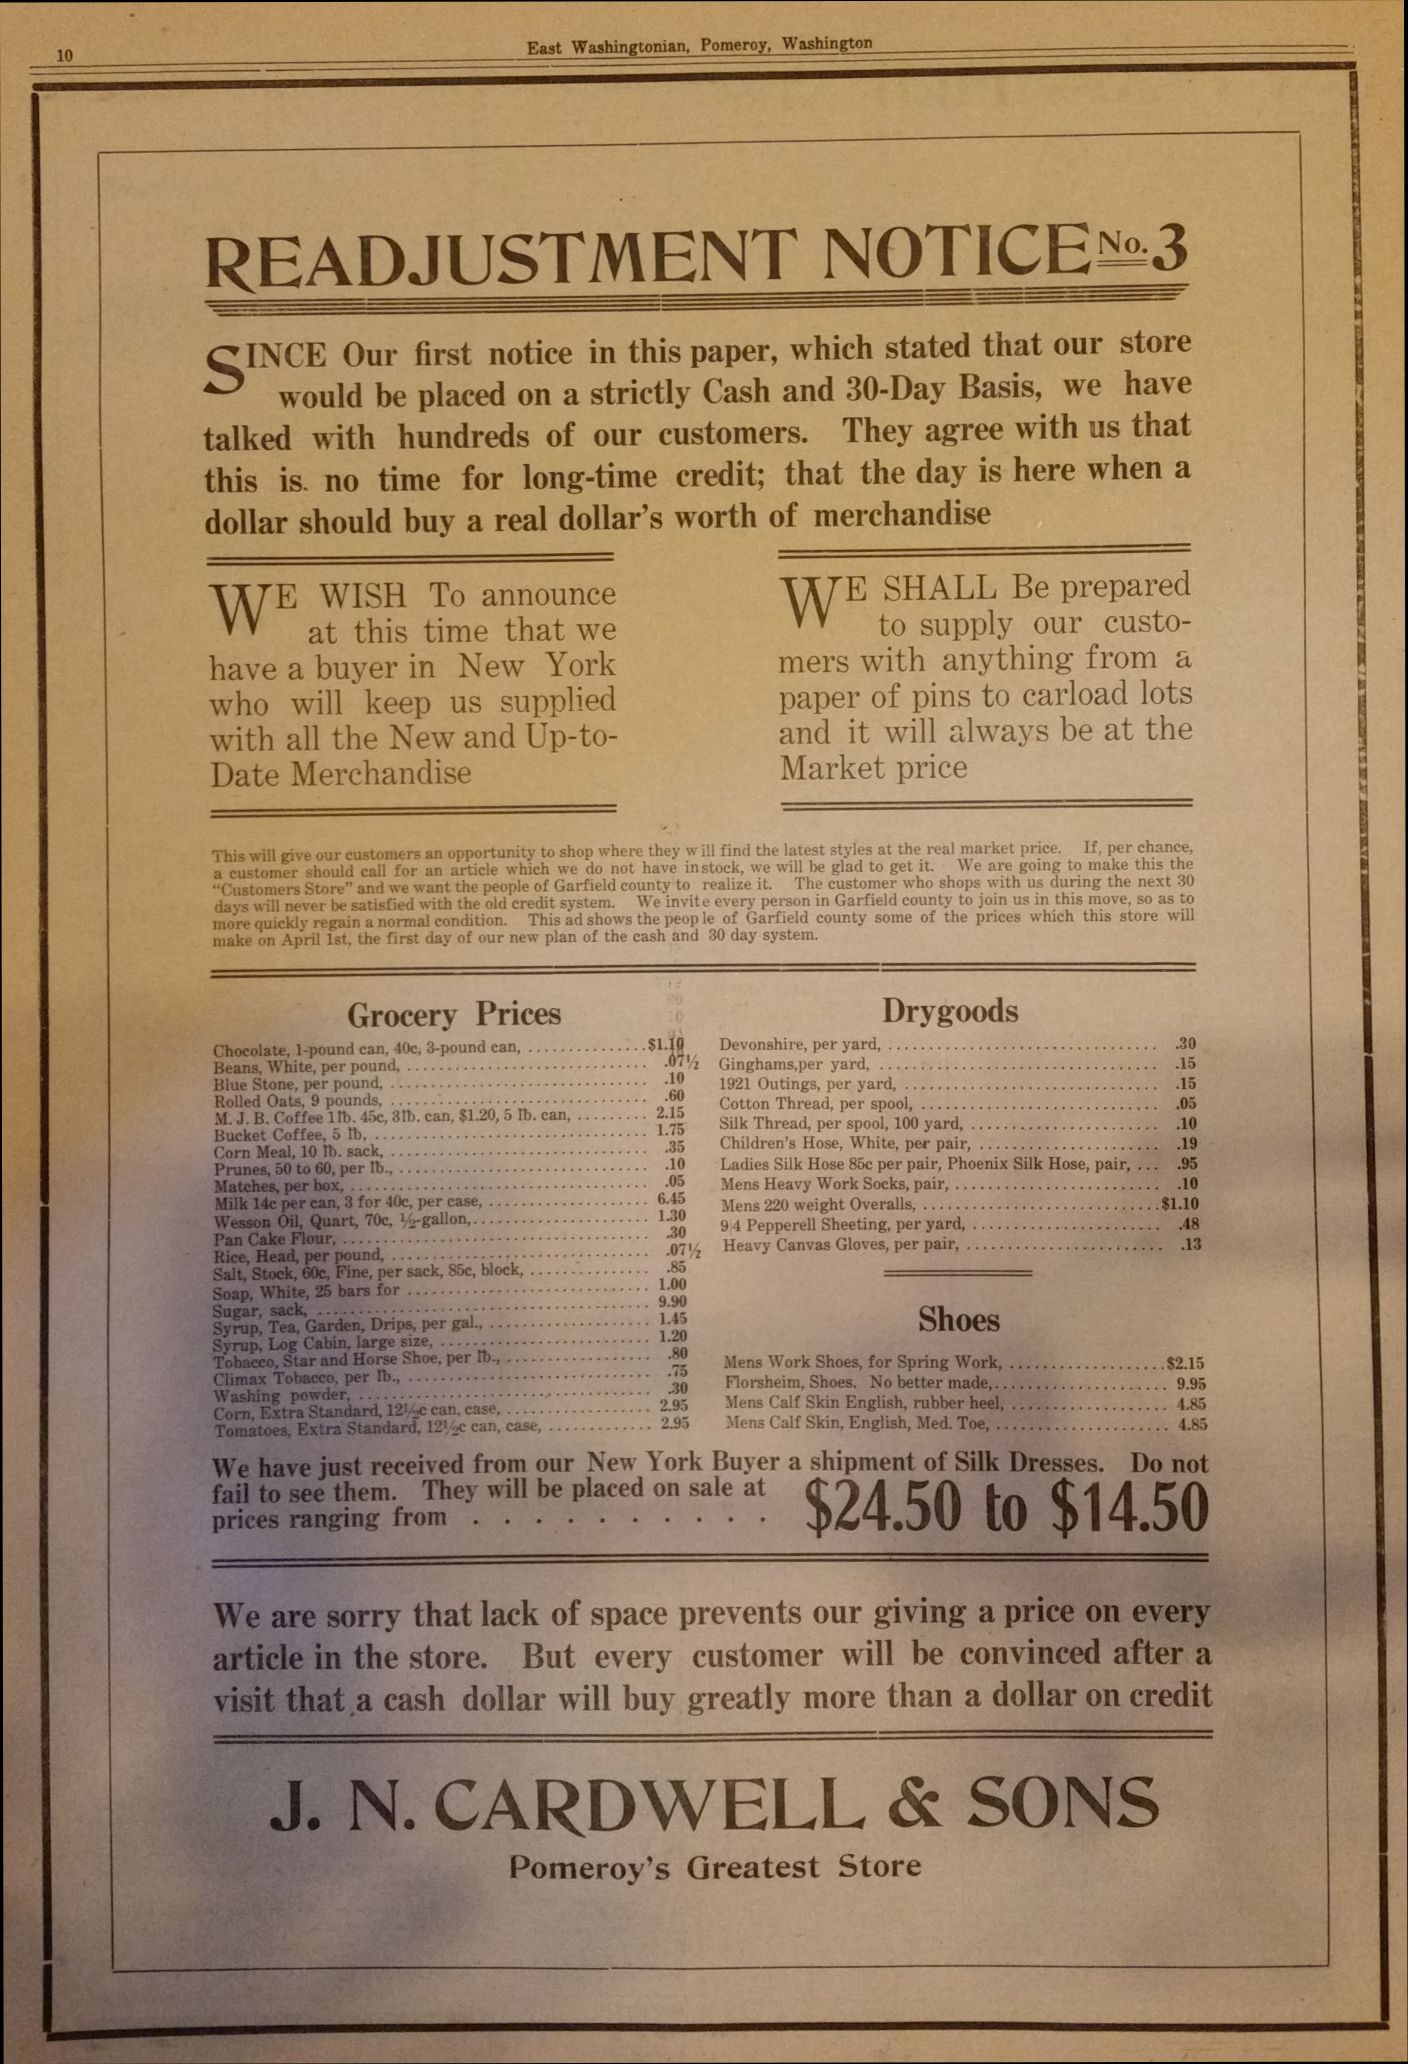 10
East Washingtonian, Pomeroy, Washington
READJUSTMENT NOTICE No. 3
SINCE Our first notice in this paper, which stated that our store
would be placed on a strictly Cash and 30-Day Basis, we have
talked with hundreds of our customers. They agree with us that
this is. no time for long-time credit; that the day is here when a
dollar should buy a real dollar's worth of merchandise
WE WISH To announce
at this time that we
have a buyer in New York
who will keep us supplied
with all the New and Up-to-
Date Merchandise
WE SHALL Be prepared
to supply our custo-
mers with anything from a
paper of pins to carload lots
and it will always be at the
Market price
This will give our customers an opportunity to shop where they w ill find the latest styles at the real market price. If, per chance,
a customer should call for an article which we do not have in stock, we will be glad to get it. We are going to make this the
"Customers Store" and we want the people of Garfield county to realize it. The customer who shops with us during the next 30
days will never be satisfied with the old credit system. We invite every person in Garfield county to join us in this move, so as to
more quickly regain a normal condition. This ad shows the peop le of Garfield county some of the prices which this store will
make on April 1st, the first day of our new plan of the cash and 30 day system.
Grocery Prices
Chocolate, 1-pound can, 40c, 3-pound can, ............... $1.10
Beans, White, per pound, ............... .07½
Blue Stone, per pound, ............... .10
Rolled Oats, 9 pounds, ............... .60
M. J. B. Coffee 1 lb. 45c, 3 lb. can, $1.20, 5 lb. can, ......... 2.15
Bucket Coffee, 5 lb, ............... 1.75
Corn Meal, 10 lb. sack, ............... .35
Prunes, 50 to 60, per lb., ............... .10
Matches, per box, ............... .05
Milk 14c per can, 3 for 40c, per case, ............... 6.45
Wesson Oil, Quart, 70c, ½-gallon, ............... 1.30
Pan Cake Flour, ............... .30
Rice, Head, per pound, ............... .07½
Salt, Stock, 60c, Fine, per sack, 85c, block, ............... .85
Soap, White, 25 bars for ............... 1.00
Sugar, sack, ............... 9.90
Syrup, Tea, Garden, Drips, per gal., ............... 1.45
Syrup, Log Cabin, large size, ............... 1.20
Tobacco, Star and Horse Shoe, per lb., ............... .80
Climax Tobacco, per lb., ............... .75
Washing powder, ............... .30
Corn, Extra Standard, 12½c can, case, ............... 2.95
Tomatoes, Extra Standard, 12½c can, case, ............. 2.95
Drygoods
Devonshire, per yard, ............... .30
Ginghams,per yard, ............... .15
1921 Outings, per yard, ............... .15
Cotton Thread, per spool, ............... .05
Silk Thread, per spool, 100 yard, ............... .10
Children's Hose, White, per pair, ............... .19
Ladies Silk Hose 85c per pair, Phoenix Silk Hose, pair, ... .95
Mens Heavy Work Socks, pair, ............... .10
Mens 220 weight Overalls, ............... $1.10
9 4 Pepperell Sheeting, per yard, ............... .48
Heavy Canvas Gloves, per pair, ............... .13
Shoes
Mens Work Shoes, for Spring Work, ............... $2.15
Florsheim, Shoes. No better made, ............... 9.95
Mens Calf Skin English, rubber heel, ............... 4.85
Mens Calf Skin, English, Med. Toe, ............... 4.85
We have just received from our New York Buyer a shipment of Silk Dresses. Do not
fail to see them. They will be placed on sale at
prices ranging from . . . . . . . . . . $24.50 to $14.50
We are sorry that lack of space prevents our giving a price on every
article in the store. But every customer will be convinced after a
visit that a cash dollar will buy greatly more than a dollar on credit
J. N. CARDWELL & SONS
Pomeroy's Greatest Store